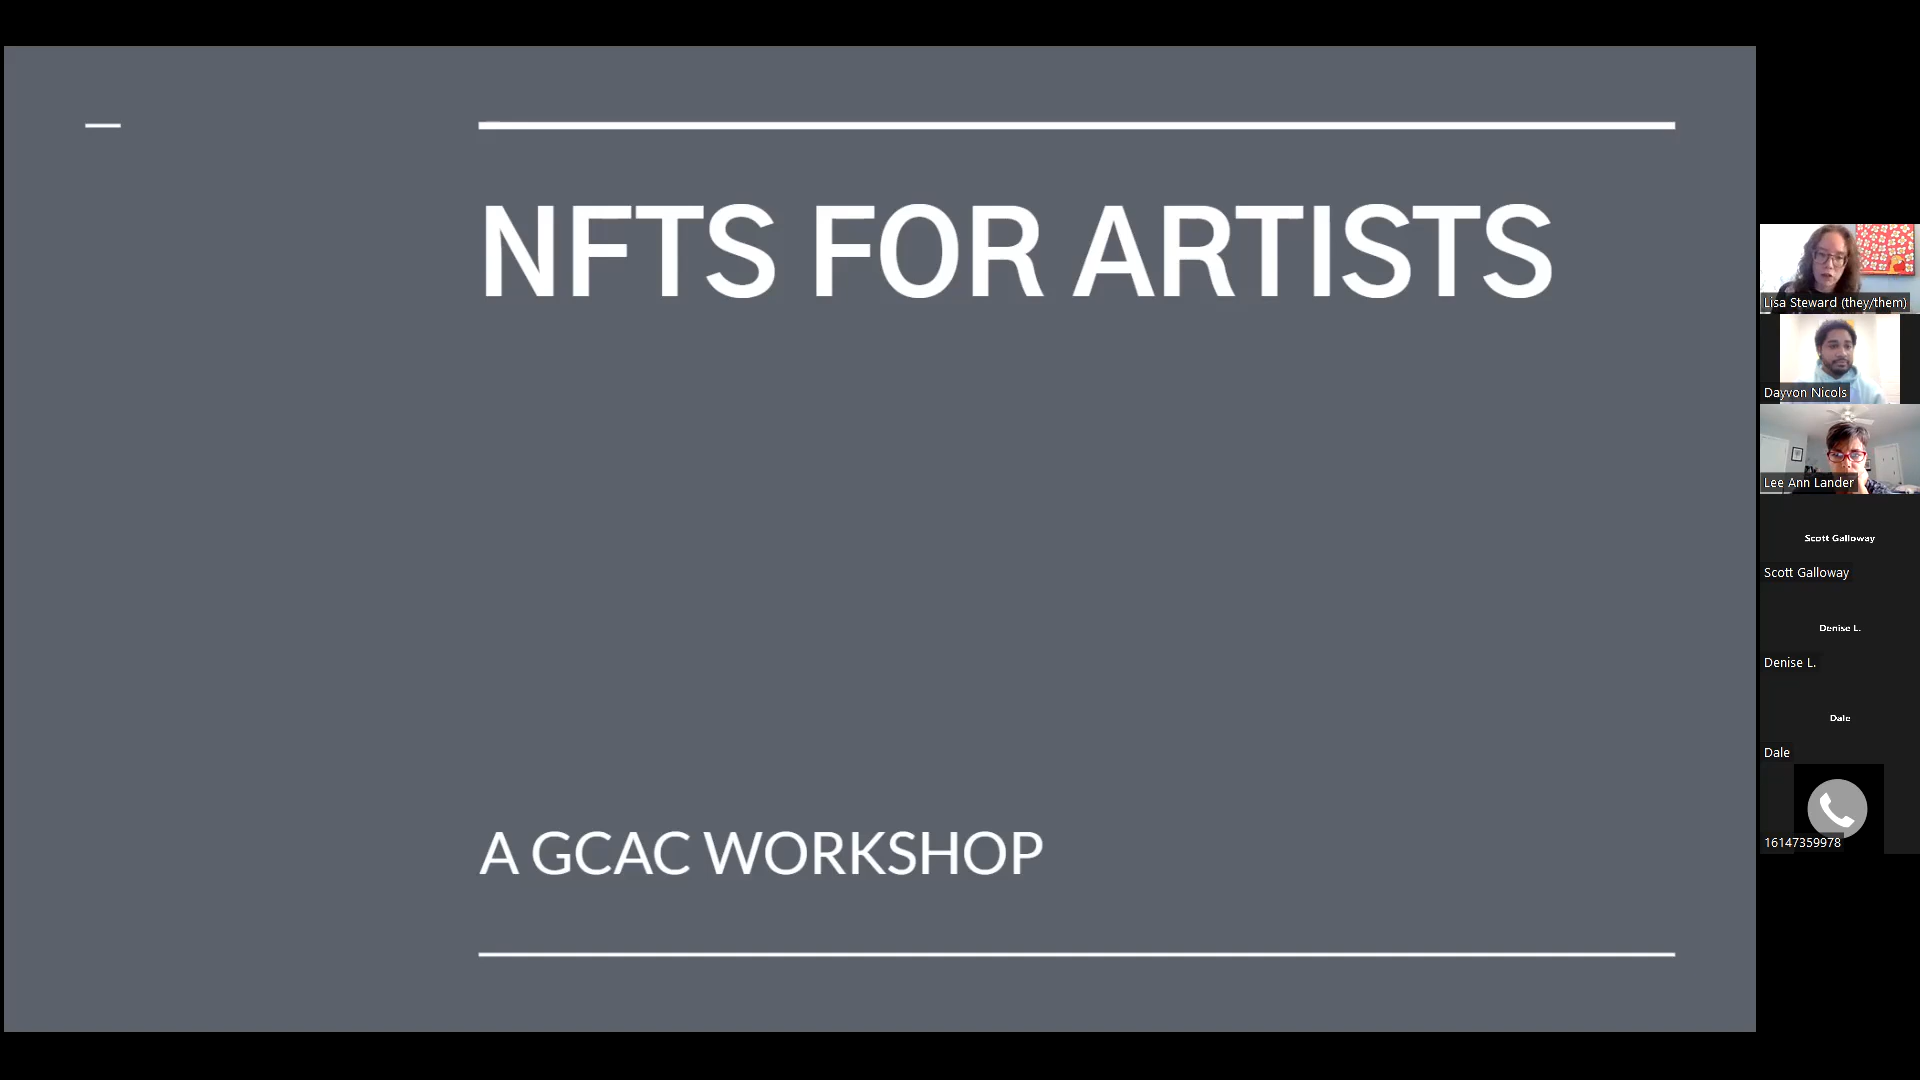 NFTS FOR ARTISTS
A GCAC WORKSHOP
Lisa Steward (they/them)
Dayvon Nicols
Lee Ann Lander
Scott Galloway
Scott Galloway
Denise L.
Denise L.
Dale
Dale
16147359978